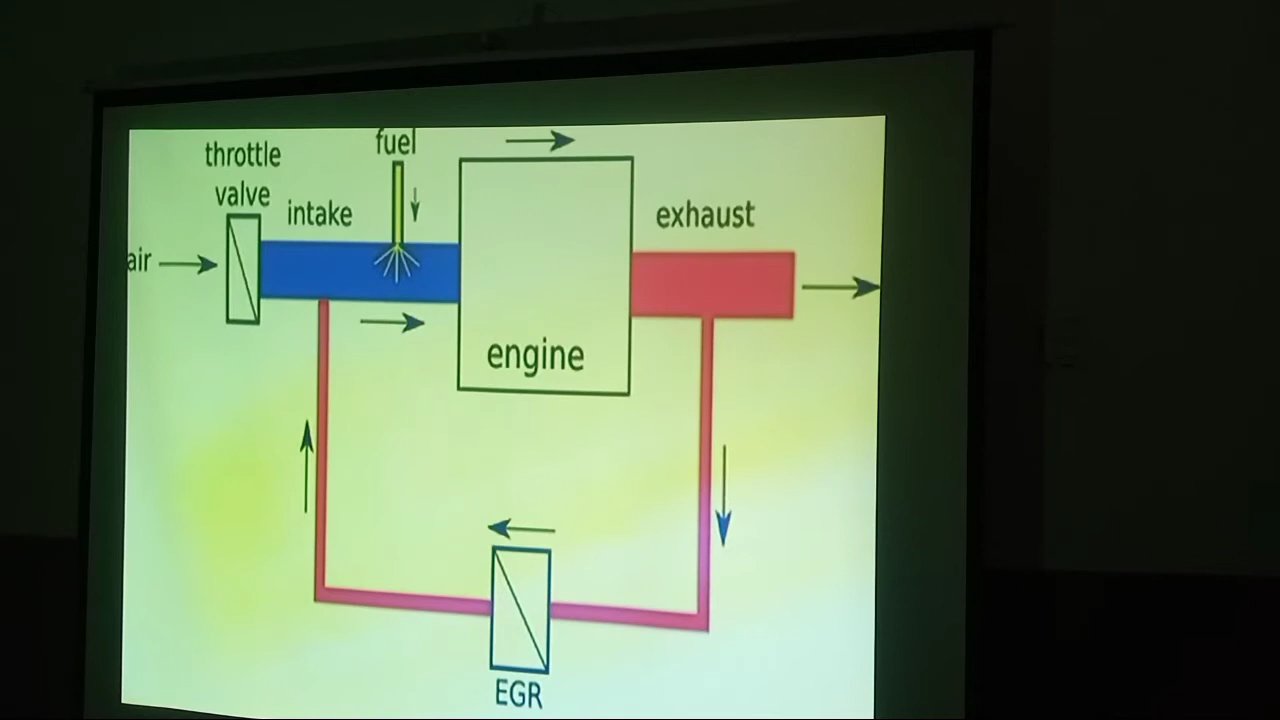 throttle
valve
fuel
intake
exhaust
air
engine
EGR